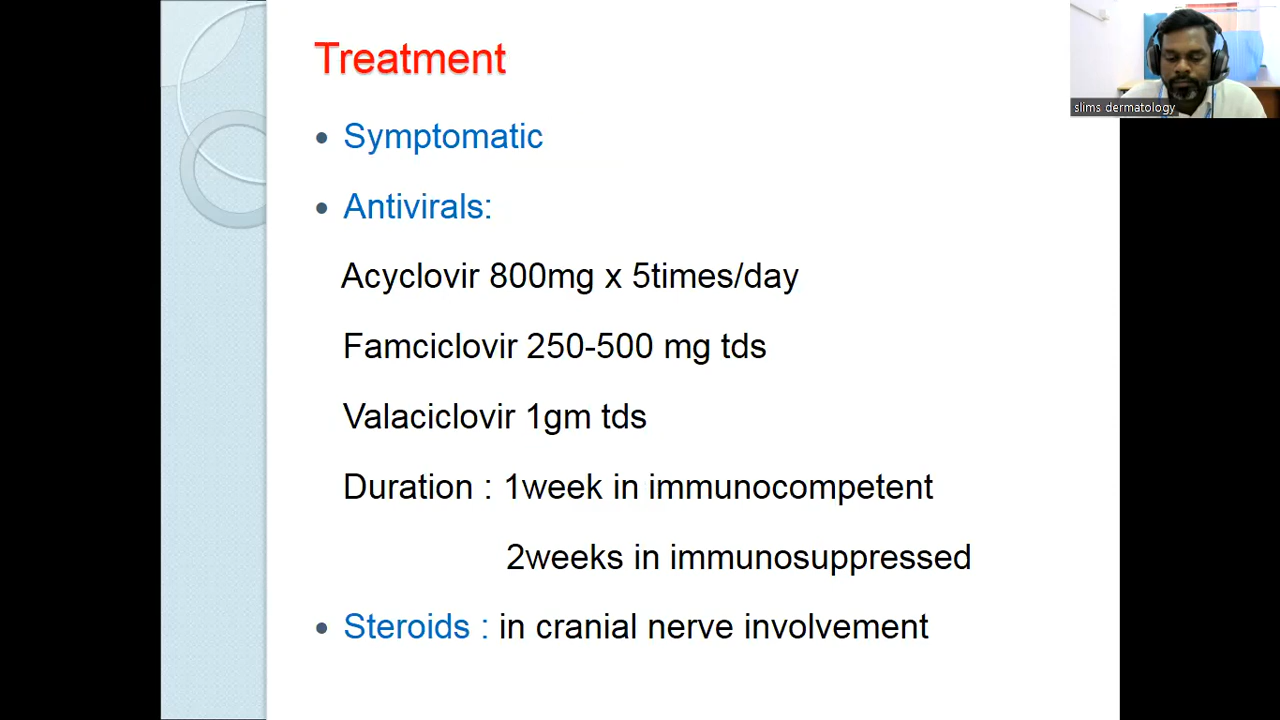 Treatment
slims dermatology
• Symptomatic
• Antivirals:
Acyclovir 800mg x 5times/day
Famciclovir 250-500 mg tds
Valaciclovir 1gm tds
Duration : 1week in immunocompetent
2weeks in immunosuppressed
• Steroids : in cranial nerve involvement